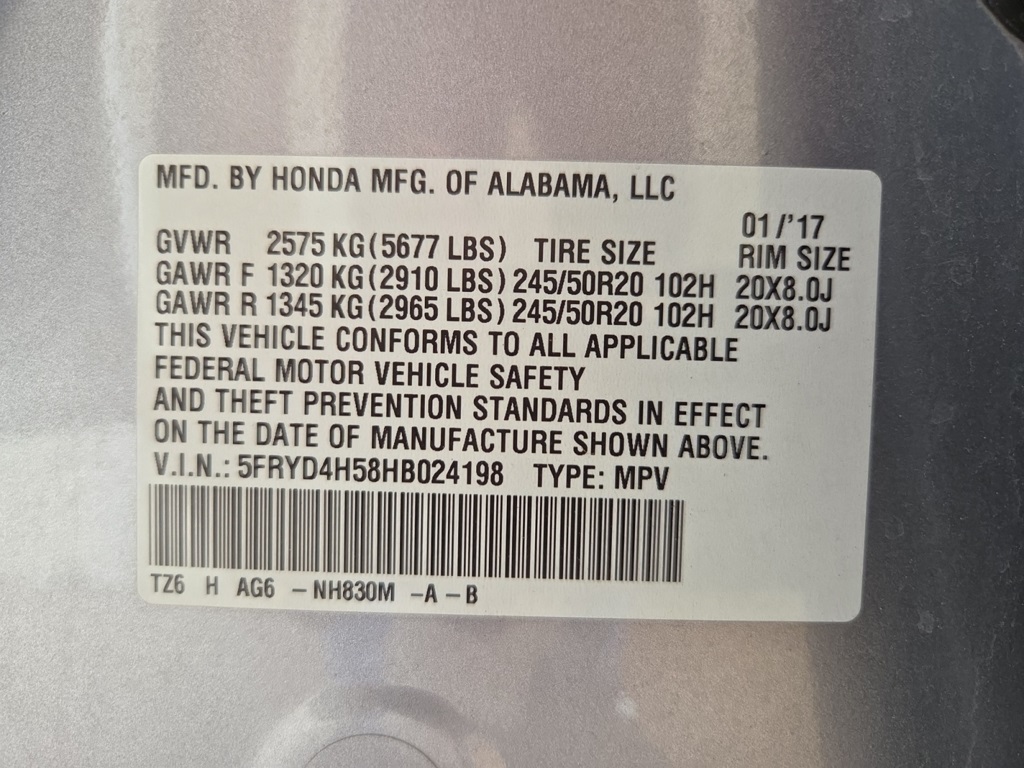 MFD. BY HONDA MFG. OF ALABAMA, LLC
01/'17
GVWR 2575 KG(5677 LBS) TIRE SIZE RIM SIZE
GAWR F 1320 KG(2910 LBS) 245/50R20 102H 20X8.0J
GAWR R 1345 KG(2965 LBS) 245/50R20 102H 20X8.0J
THIS VEHICLE CONFORMS TO ALL APPLICABLE
FEDERAL MOTOR VEHICLE SAFETY
AND THEFT PREVENTION STANDARDS IN EFFECT
ON THE DATE OF MANUFACTURE SHOWN ABOVE.
V.I.N.: 5FRYD4H58HB024198 TYPE: MPV
TZ6 H AG6 -NH830M -A -B